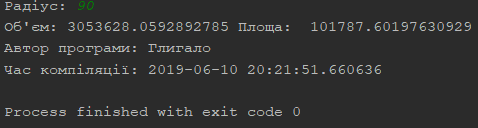 Радіус: 90
Об'єм: 3053628.0592892785 Площа:  101787.60197630929
Автор програми: Глигало
Час компіляції: 2019-06-10 20:21:51.660636
Process finished with exit code 0